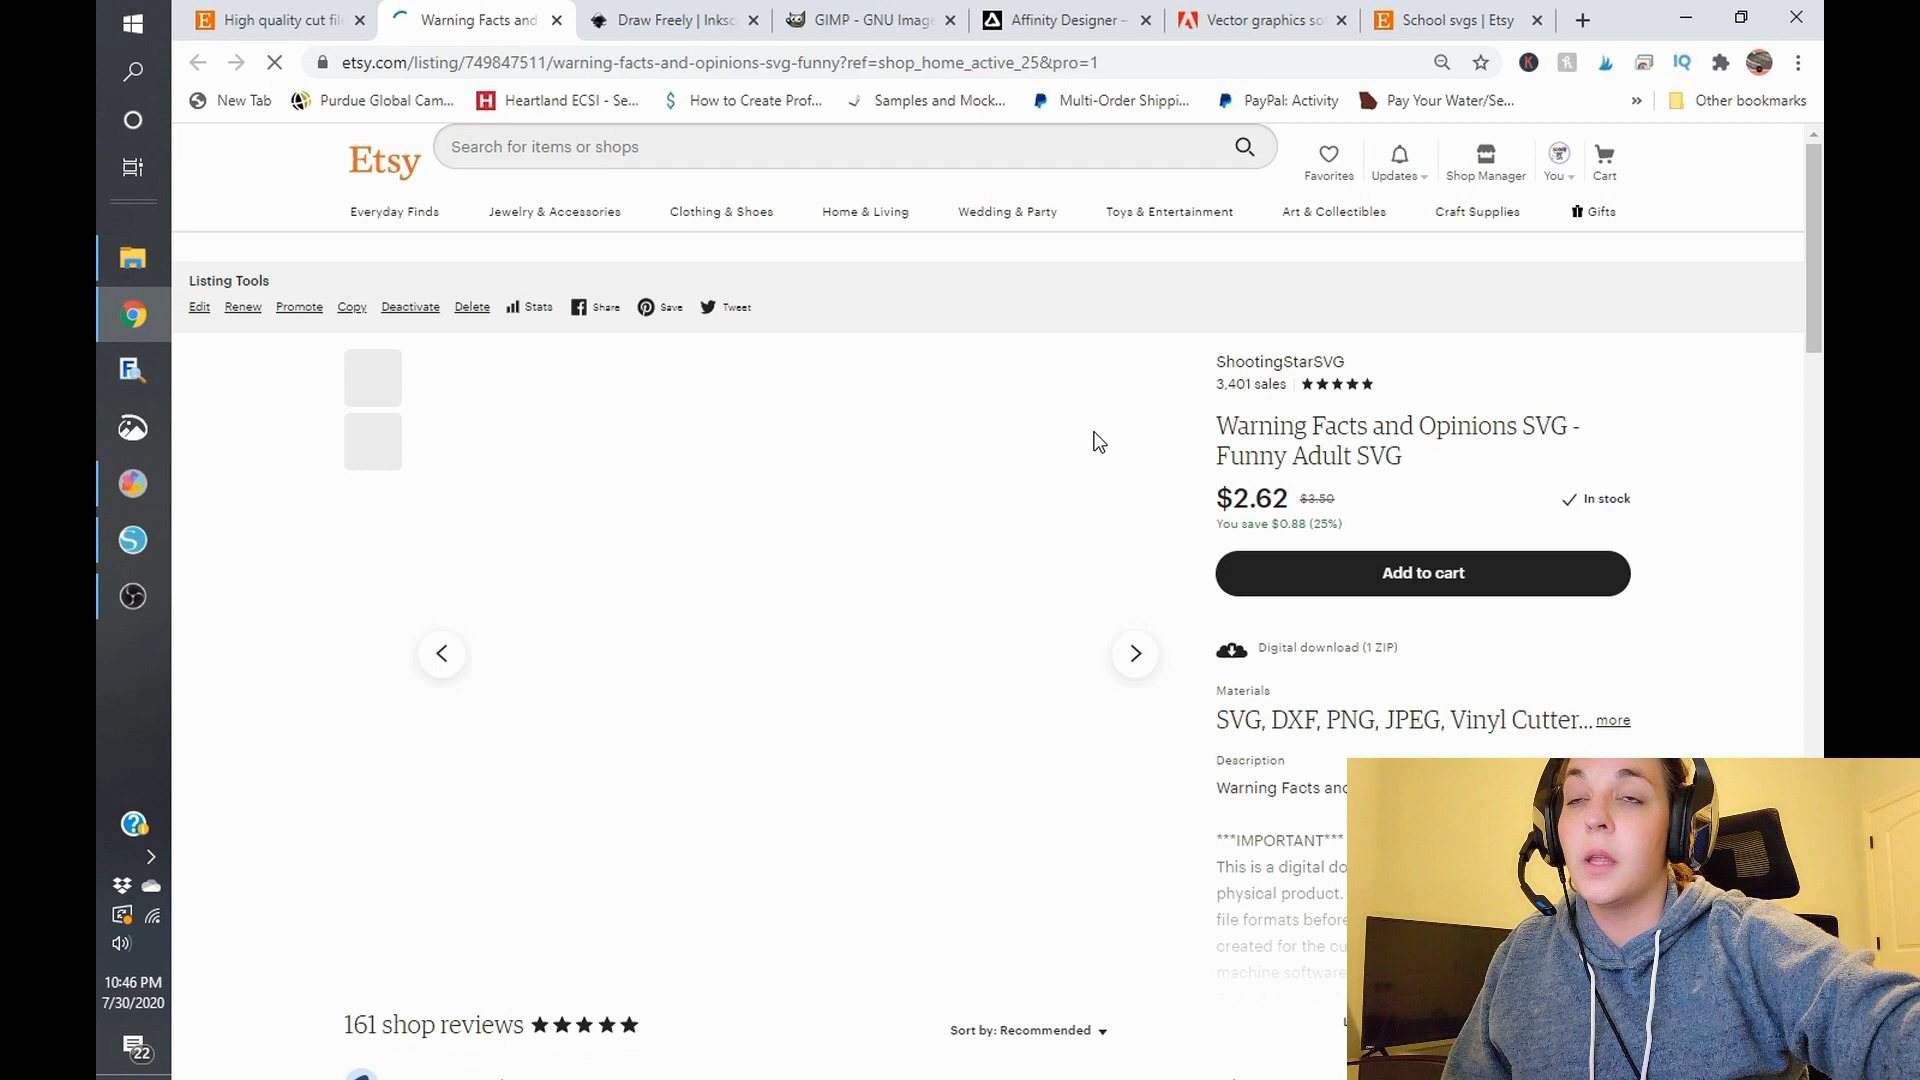 High quality cut fil
Warning Facts and
Draw Freely | Inksc
GIMP - GNU Image
Affinity Designer –
Vector graphics so
School svgs | Etsy
etsy.com/listing/749847511/warning-facts-and-opinions-svg-funny?ref=shop_home_active_25&pro=1
New Tab
Purdue Global Cam...
Heartland ECSI - Se...
How to Create Prof...
Samples and Mock...
Multi-Order Shippi...
PayPal: Activity
Pay Your Water/Se...
»
Other bookmarks
Etsy
Search for items or shops
Favorites
Updates
Shop Manager
You
Cart
Everyday Finds
Jewelry & Accessories
Clothing & Shoes
Home & Living
Wedding & Party
Toys & Entertainment
Art & Collectibles
Craft Supplies
Gifts
Listing Tools
Edit
Renew
Promote
Copy
Deactivate
Delete
Stats
Share
Save
Tweet
ShootingStarSVG
3,401 sales
Warning Facts and Opinions SVG -
Funny Adult SVG
$2.62 $3.50
In stock
You save $0.88 (25%)
Add to cart
Digital download (1 ZIP)
Materials
SVG, DXF, PNG, JPEG, Vinyl Cutter... more
Description
Warning Facts and
***IMPORTANT***
This is a digital do
physical product.
file formats before
created for the cu
machine software
161 shop reviews
Sort by: Recommended
10:46 PM
7/30/2020
22